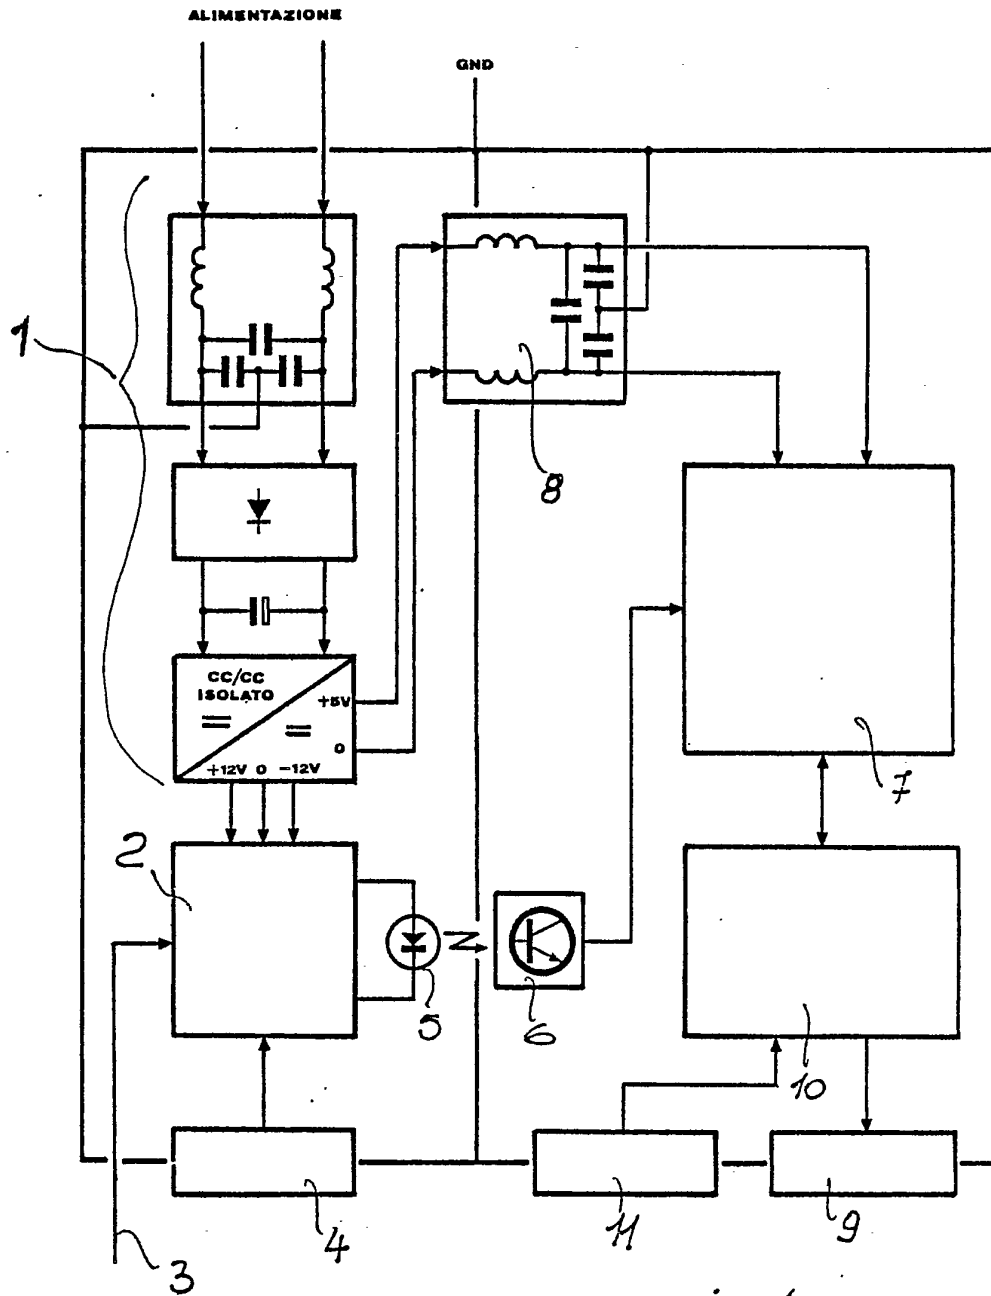 ALIMENTAZIONE
GND
1
8
CC/CC
ISOLATO
+5V
0
+12V 0 -12V
7
2
5
6
10
4
11
9
3